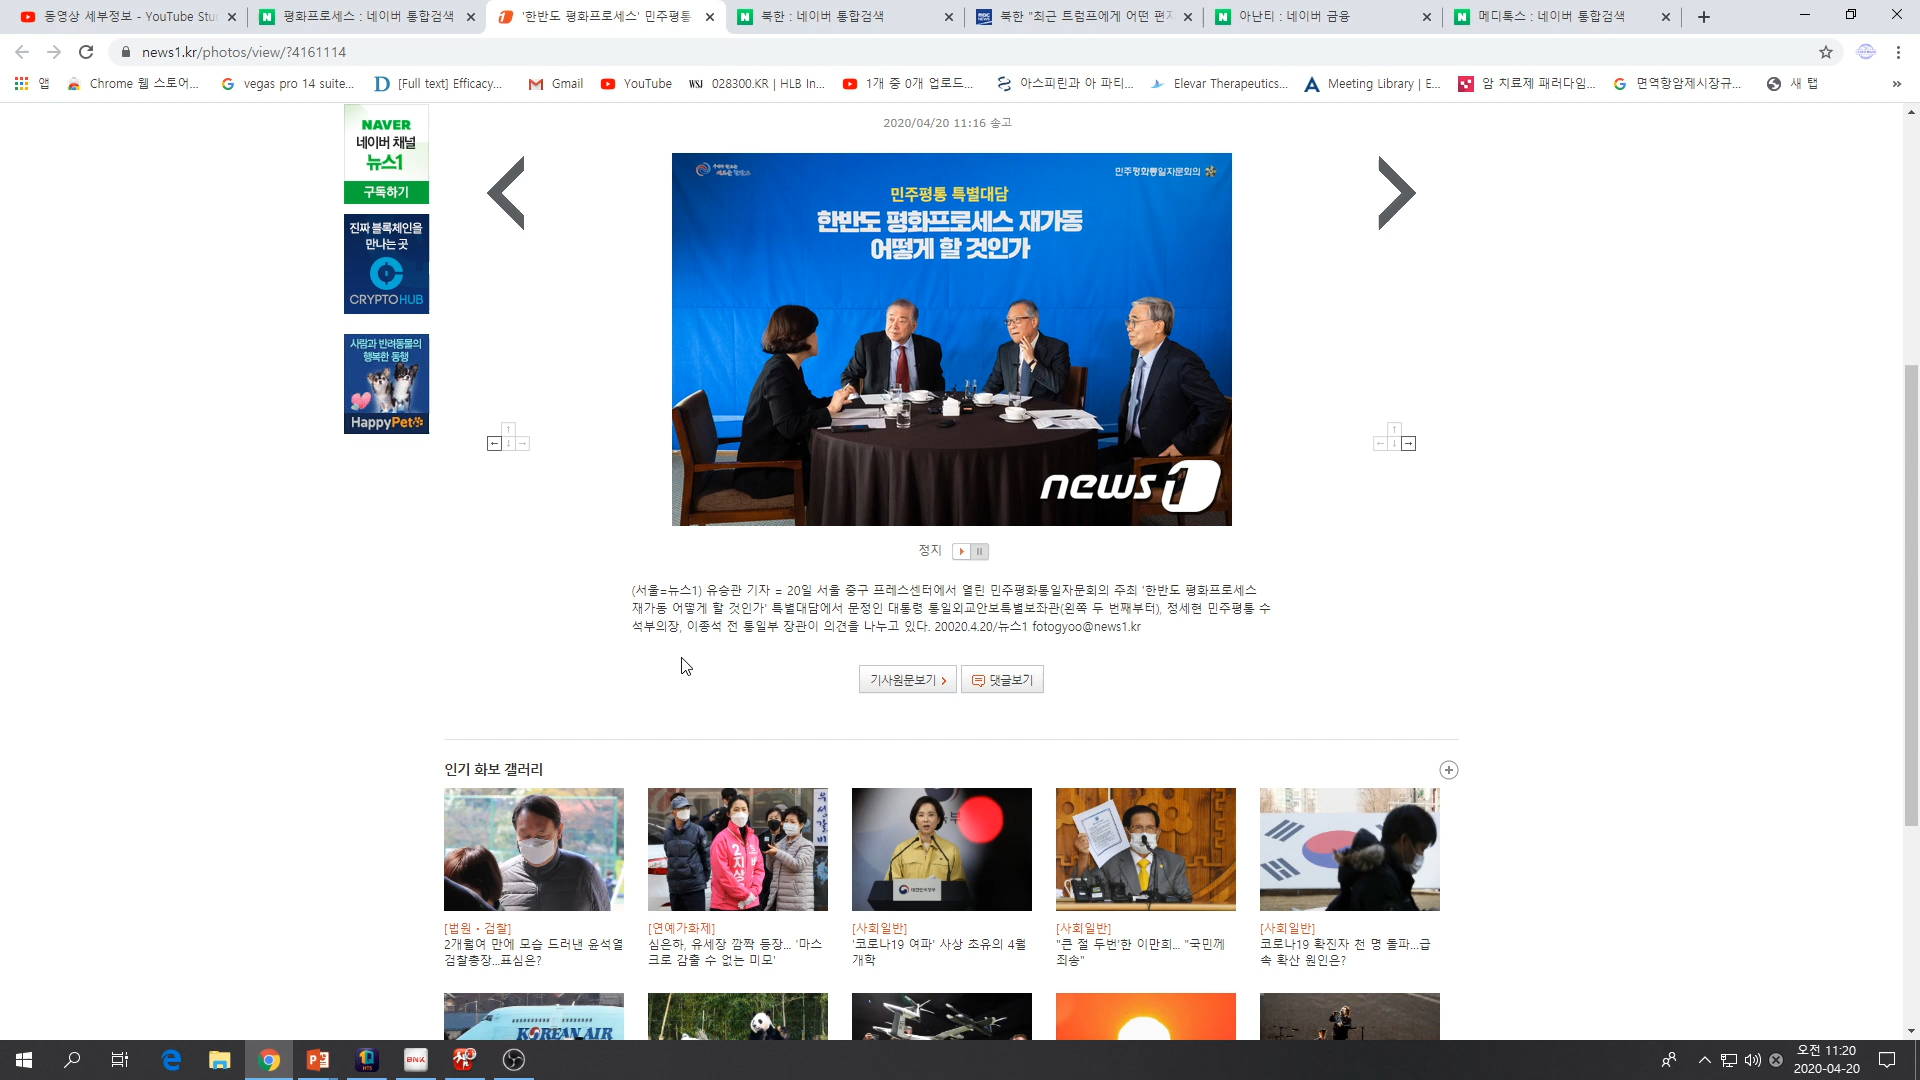 동영상 세부정보 - YouTube Stu
평화프로세스 : 네이버 통합검색
'한반도 평화프로세스' 민주평통
북한 : 네이버 통합검색
북한 "최근 트럼프에게 어떤 편지
아난티 : 네이버 금융
메디톡스 : 네이버 통합검색
news1.kr/photos/view/?4161114
앱
Chrome 웹 스토어...
vegas pro 14 suite...
[Full text] Efficacy...
Gmail
YouTube
WSJ 028300.KR | HLB In...
1개 중 0개 업로드...
아스피린과 아 파티...
Elevar Therapeutics...
Meeting Library | E...
암 치료제 패러다임...
면역항암제시장규...
새 탭
NAVER
네이버 채널
뉴스1
구독하기
진짜 블록체인을
만나는 곳
CRYPTOHUB
사람과 반려동물의
행복한 동행
HappyPet
2020/04/20 11:16 송고
민주평화통일자문회의
민주평통 특별대담
한반도 평화프로세스 재가동
어떻게 할 것인가
news1
정지
(서울=뉴스1) 유승관 기자 = 20일 서울 중구 프레스센터에서 열린 민주평화통일자문회의 주최 '한반도 평화프로세스
재가동 어떻게 할 것인가' 특별대담에서 문정인 대통령 통일외교안보특별보좌관(왼쪽 두 번째부터), 정세현 민주평통 수
석부의장, 이종석 전 통일부 장관이 의견을 나누고 있다. 20020.4.20/뉴스1 fotogyoo@news1.kr
기사원문보기
댓글보기
인기 화보 갤러리
2지상
대한민국정부
[법원・검찰]
2개월여 만에 모습 드러낸 윤석열
검찰총장...표심은?
[연예가화제]
심은하, 유세장 깜짝 등장... '마스
크로 감출 수 없는 미모'
[사회일반]
'코로나19 여파' 사상 초유의 4월
개학
[사회일반]
"큰 절 두번'한 이만희... "국민께
죄송"
[사회일반]
코로나19 확진자 천 명 돌파...급
속 확산 원인은?
KOREAN AIR
BNK
오전 11:20
2020-04-20